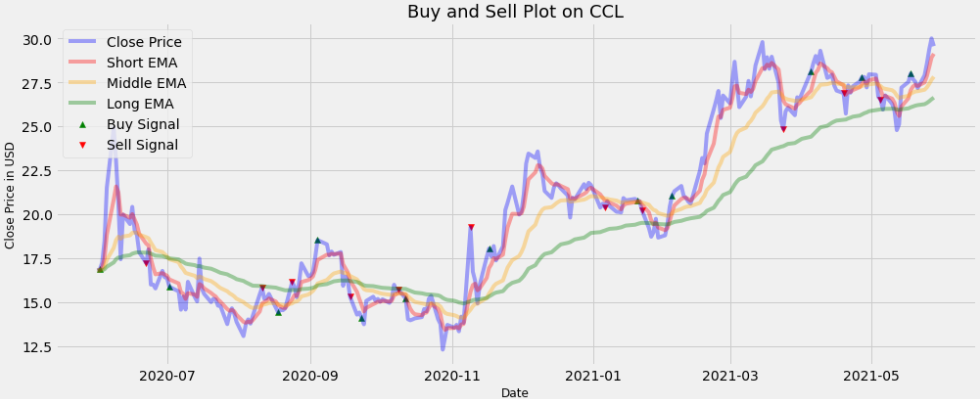 Buy and Sell Plot on CCL
Close Price
Short EMA
Middle EMA
Long EMA
Buy Signal
Sell Signal
Close Price in USD
30.0
27.5
25.0
22.5
20.0
17.5
15.0
12.5
2020-07
2020-09
2020-11
2021-01
2021-03
2021-05
Date